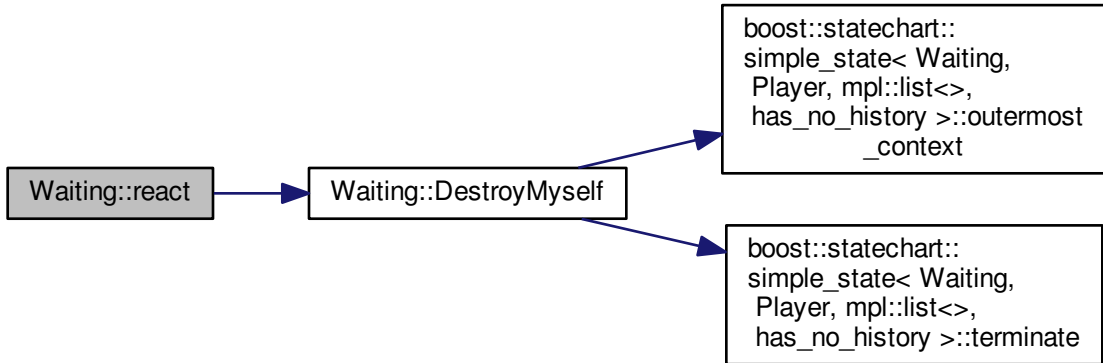 Waiting::react
Waiting::DestroyMyself
boost::statechart::
simple_state< Waiting,
Player, mpl::list<>,
has_no_history >::outermost
_context
boost::statechart::
simple_state< Waiting,
Player, mpl::list<>,
has_no_history >::terminate